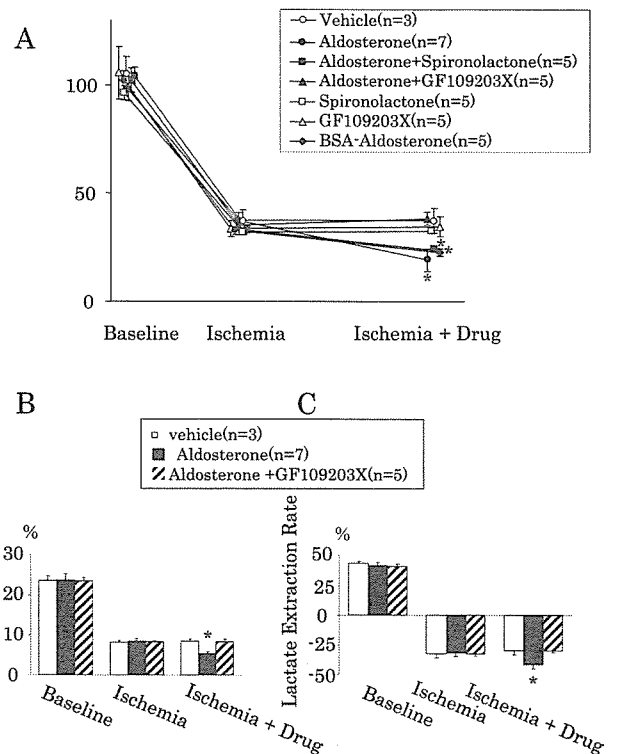 A
Vehicle(n=3)
Aldosterone(n=7)
Aldosterone+Spironolactone(n=5)
Aldosterone+GF109203X(n=5)
Spironolactone(n=5)
GF109203X(n=5)
BSA-Aldosterone(n=5)
100
50
0
*
**
Baseline Ischemia Ischemia + Drug
*
B C
vehicle(n=3)
Aldosterone(n=7)
Aldosterone +GF109203X(n=5)
%
30
20
10
0
*
Baseline Ischemia Ischemia + Drug
Lactate Extraction Rate
%
50
25
0
-25
-50
*
Baseline Ischemia Ischemia + Drug